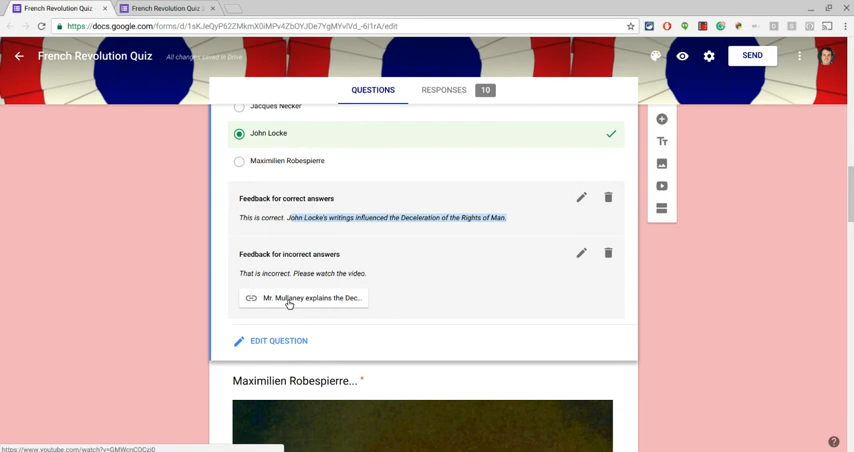 French Revolution Quiz
French Revolution Quiz
https://docs.google.com/forms/d/1sKJeQyP62ZMkmX0iMPv4ZbOYJDe7YgMYvlVd_-6I1rA/edit
French Revolution Quiz All changes saved in Drive
SEND
QUESTIONS RESPONSES 10
Jacques Necker
John Locke
Maximilien Robespierre
Feedback for correct answers
This is correct. John Locke's writings influenced the Deceleration of the Rights of Man.
Feedback for incorrect answers
That is incorrect. Please watch the video.
Mr. Mullaney explains the Dec...
EDIT QUESTION
Maximilien Robespierre... *
https://www.youtube.com/watch?v=GMWcnC0Czi0